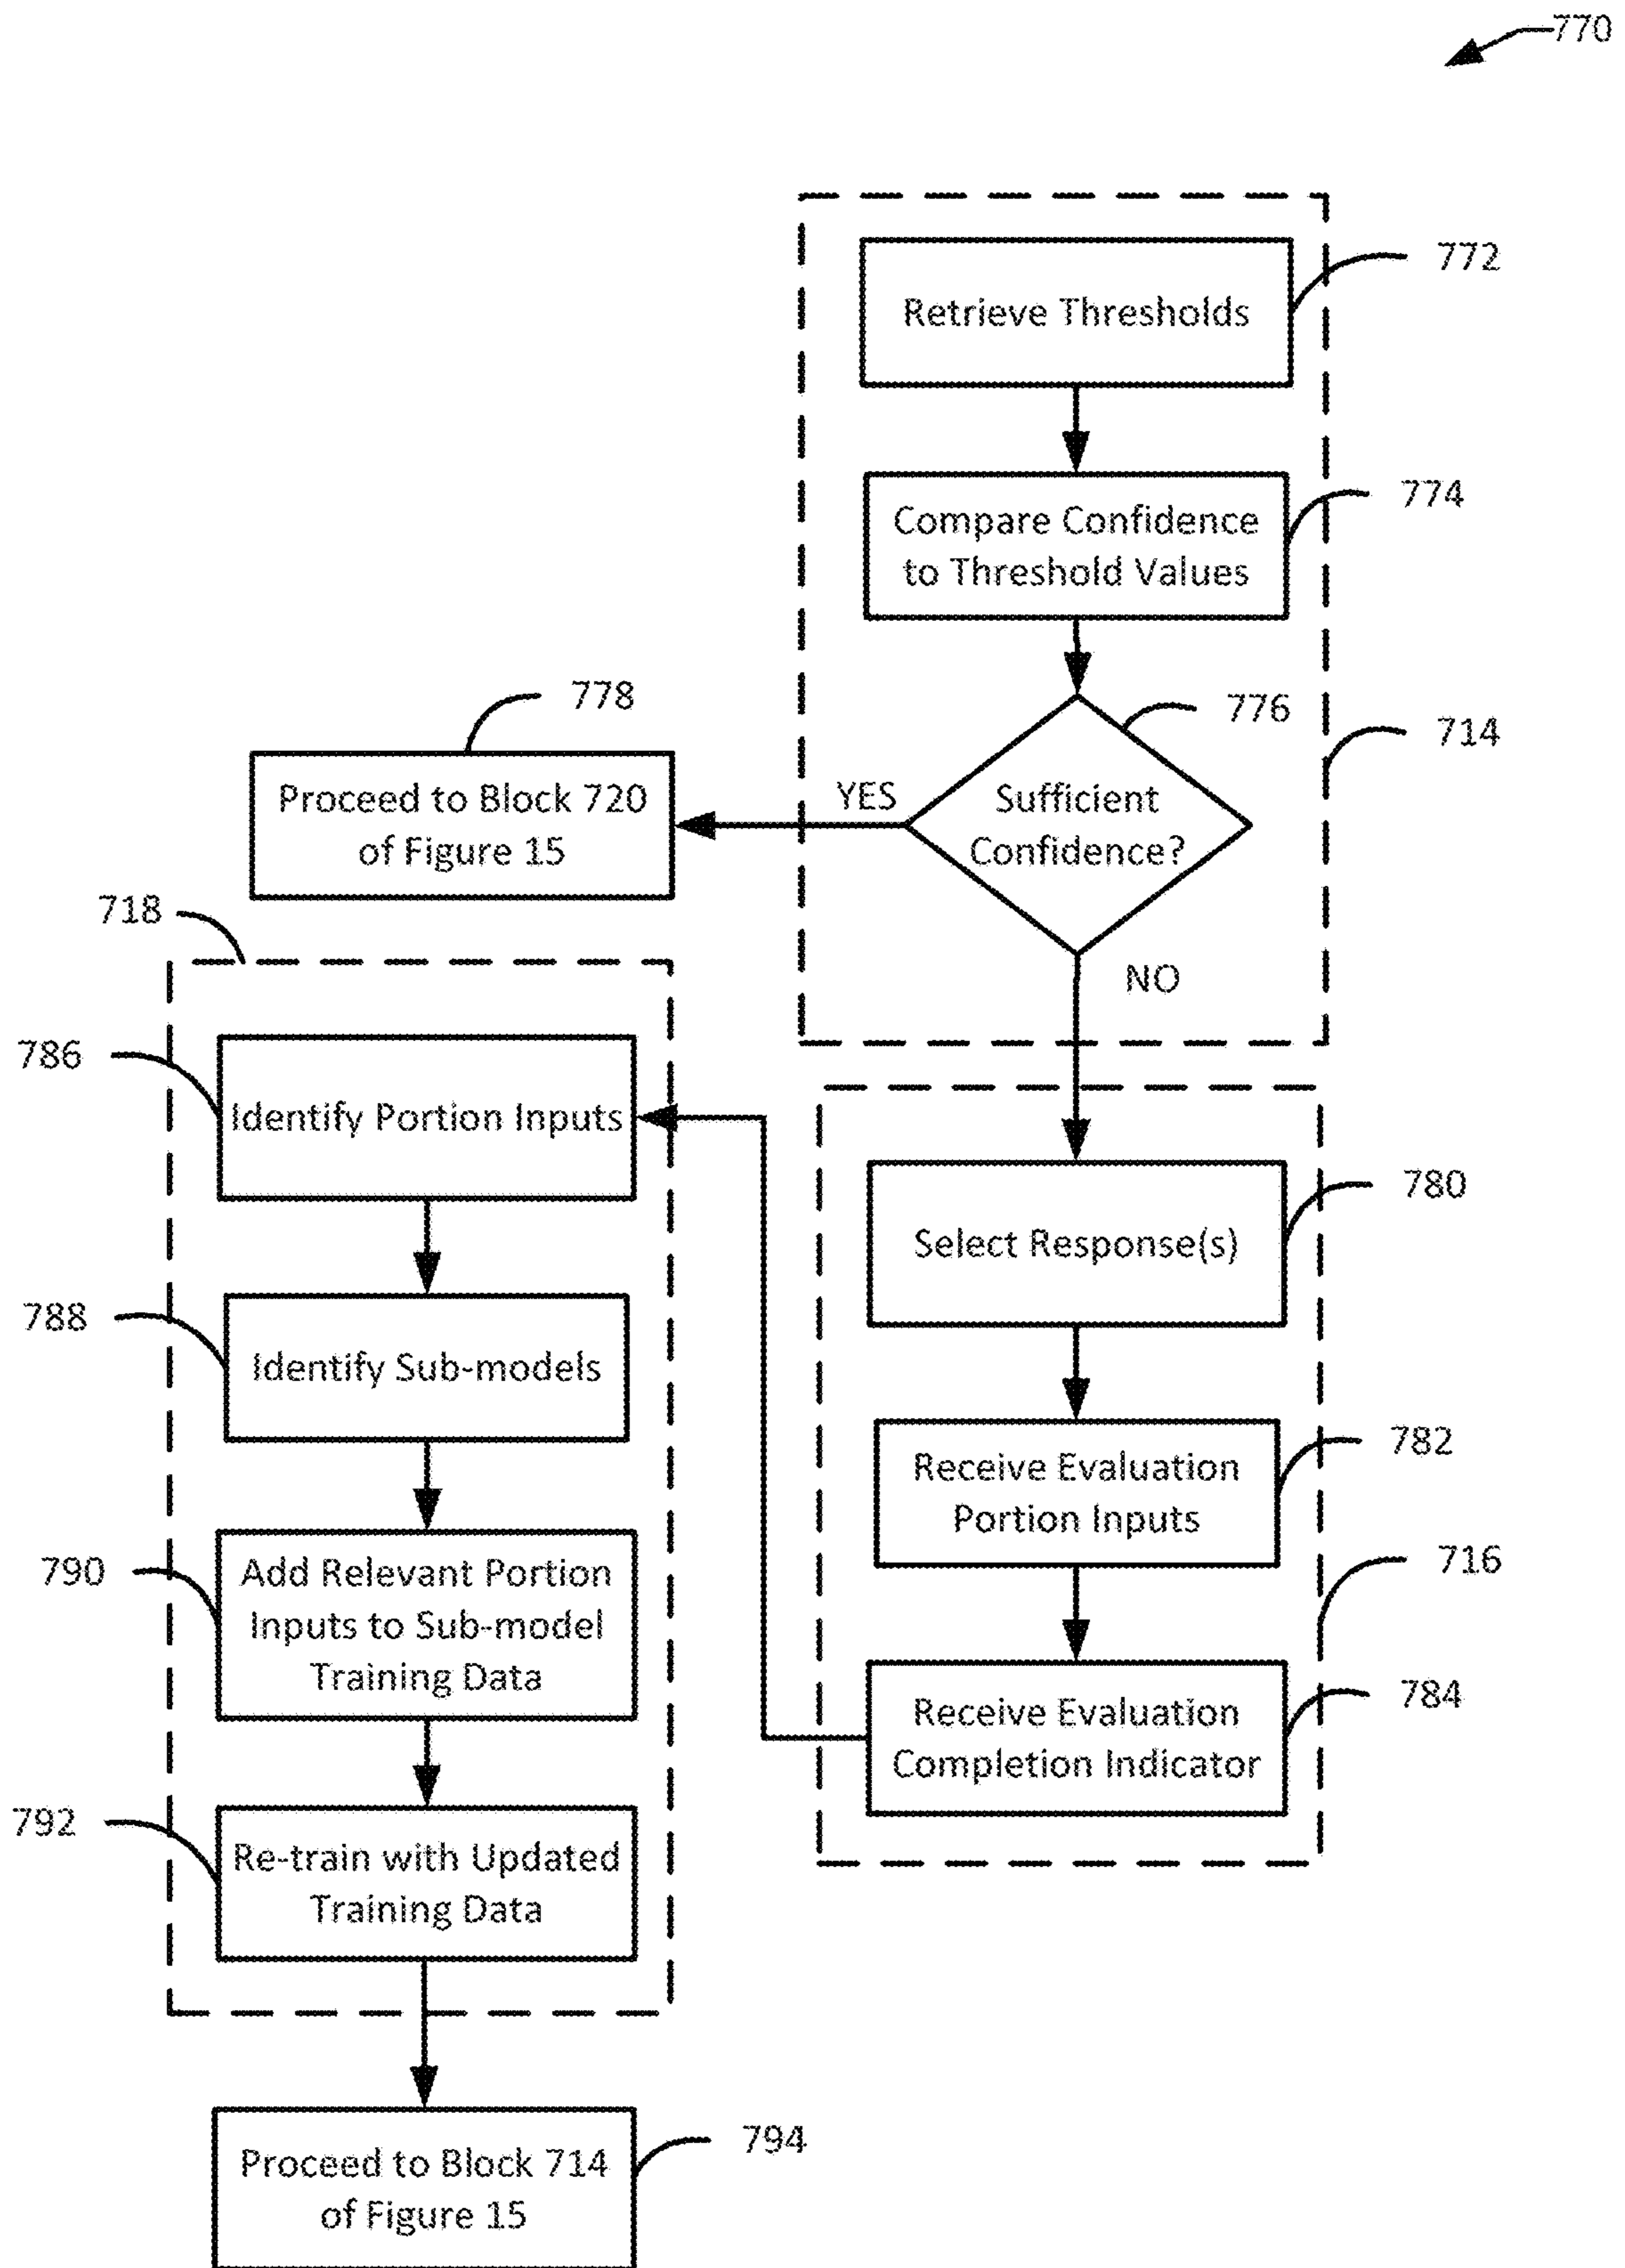 770
772
Retrieve Thresholds
774
Compare Confidence
to Threshold Values
776
714
Sufficient
Confidence?
YES
NO
778
Proceed to Block 720
of Figure 15
718
786
Identify Portion Inputs
788
Identify Sub-models
790
Add Relevant Portion
Inputs to Sub-model
Training Data
792
Re-train with Updated
Training Data
780
Select Response(s)
782
Receive Evaluation
Portion Inputs
716
784
Receive Evaluation
Completion Indicator
794
Proceed to Block 714
of Figure 15